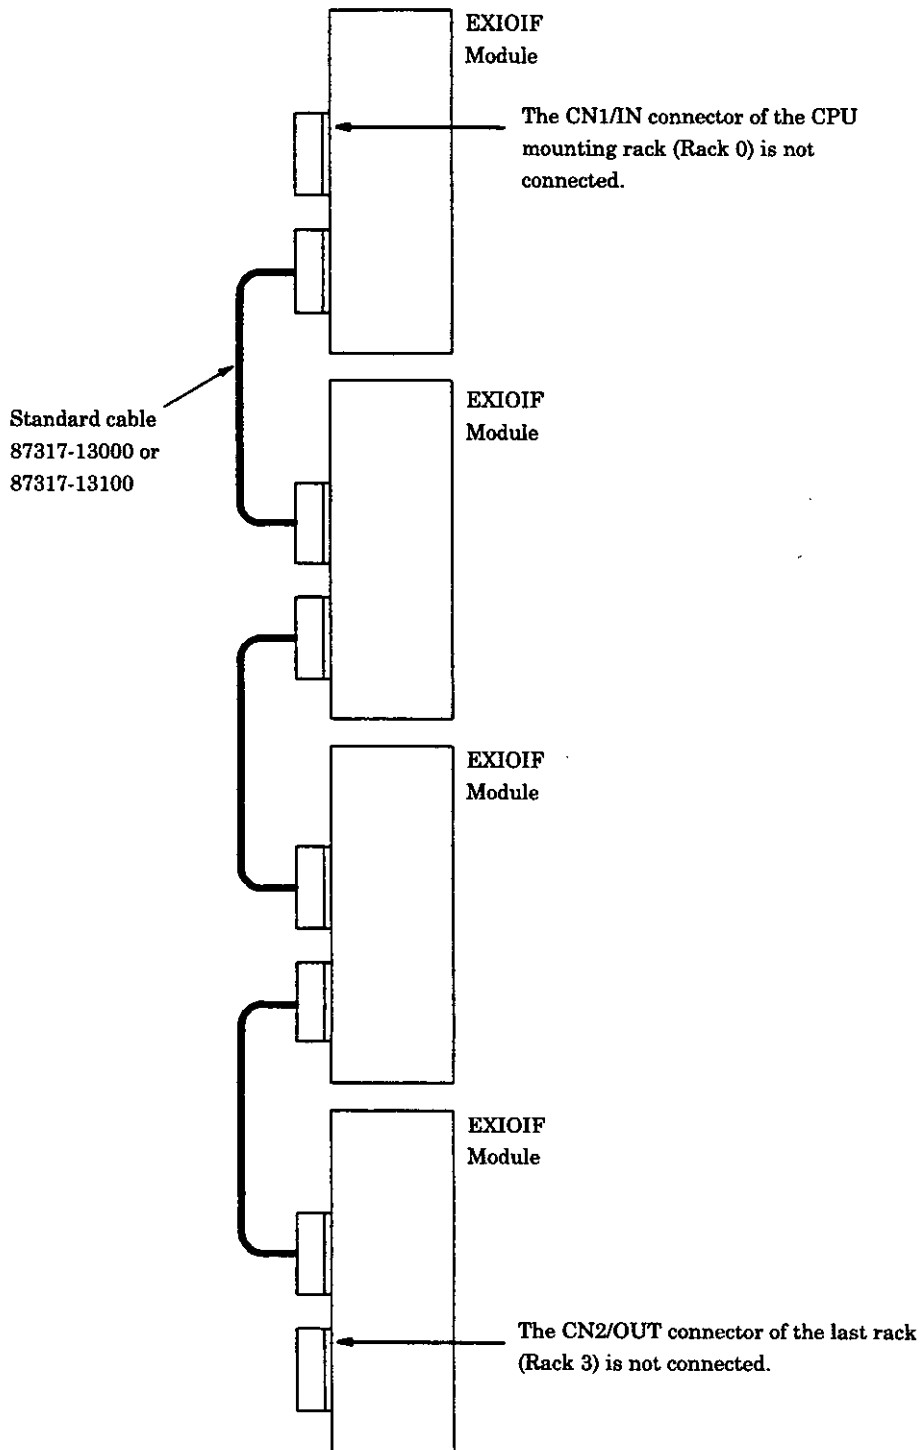 EXIOIF
Module
The CN1/IN connector of the CPU
mounting rack (Rack 0) is not
connected.
Standard cable
87317-13000 or
87317-13100
EXIOIF
Module
EXIOIF
Module
EXIOIF
Module
The CN2/OUT connector of the last rack
(Rack 3) is not connected.